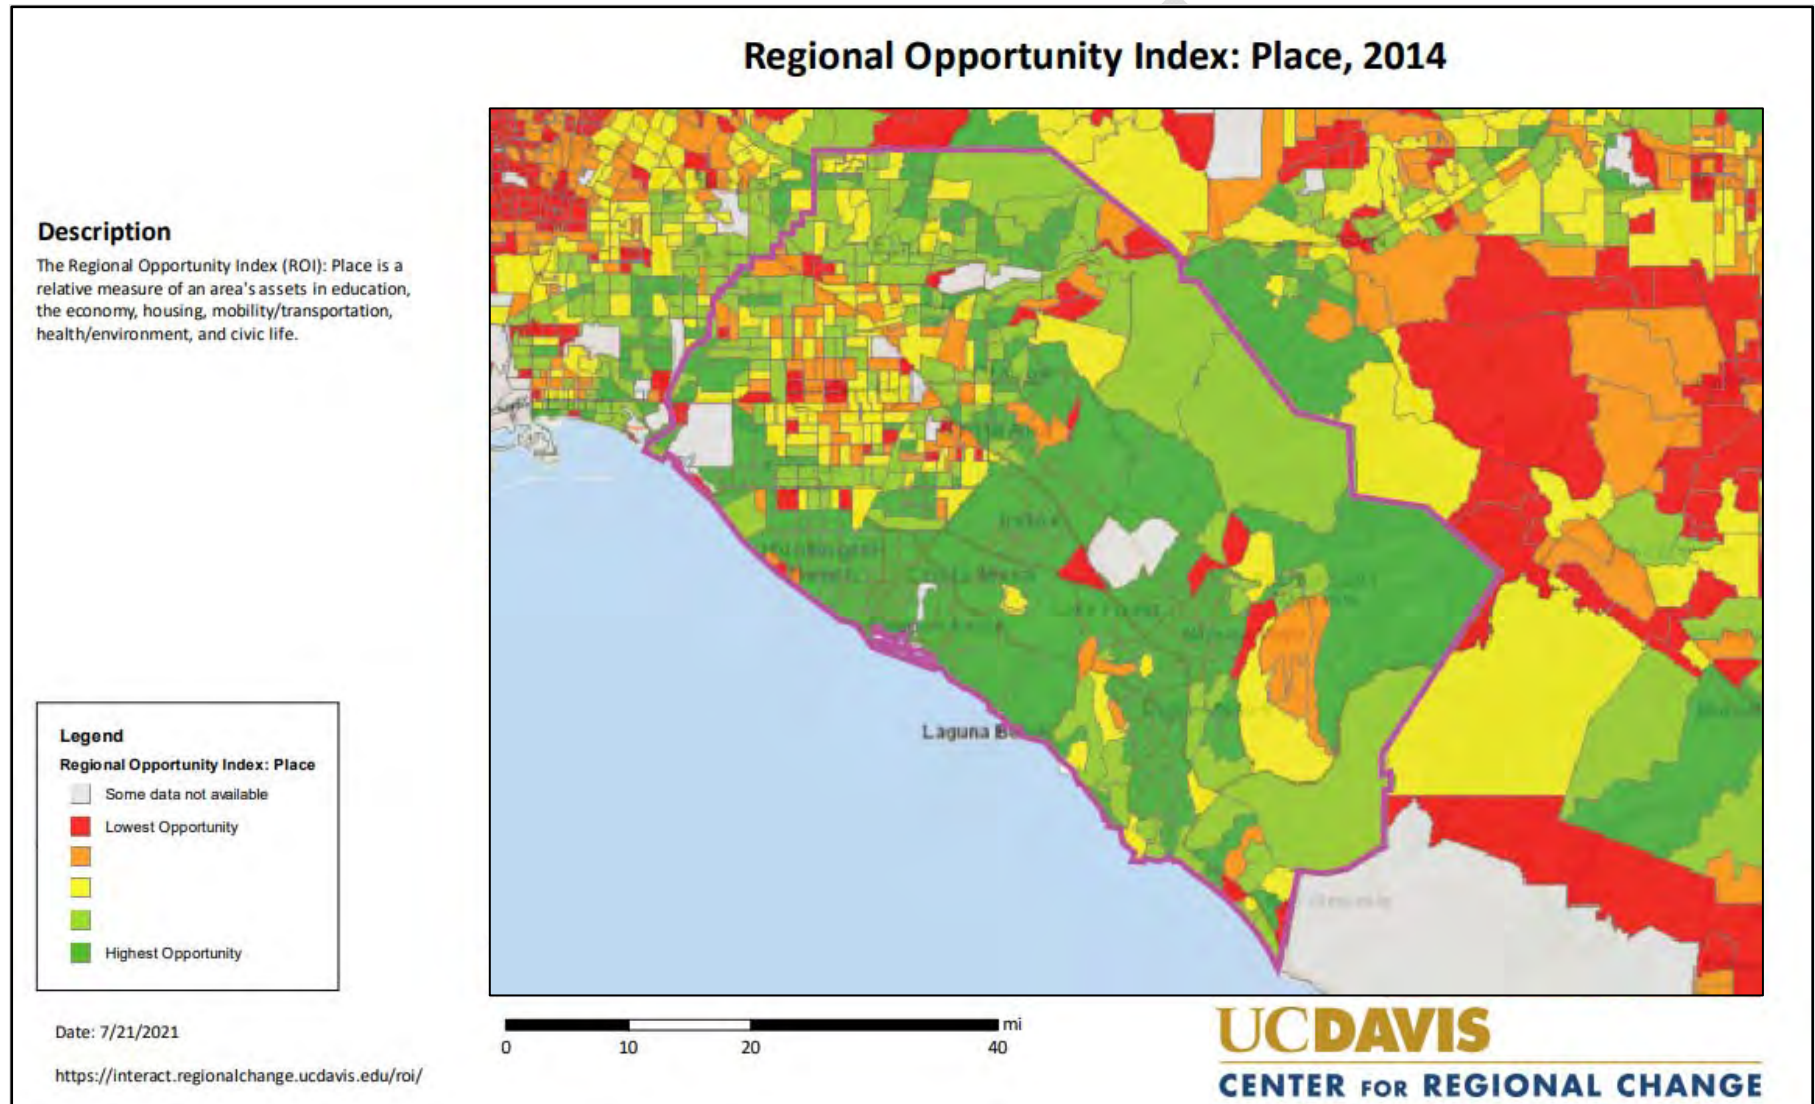 Regional Opportunity Index: Place, 2014
Description
The Regional Opportunity Index (ROI): Place is a
relative measure of an area's assets in education,
the economy, housing, mobility/transportation,
health/environment, and civic life.
Laguna
Legend
Regional Opportunity Index: Place
Some data not available
Lowest Opportunity
Highest Opportunity
Date: 7/21/2021
https://interact.regionalchange.ucdavis.edu/roi/
0 10 20 40 mi
UCDAVIS
CENTER FOR REGIONAL CHANGE